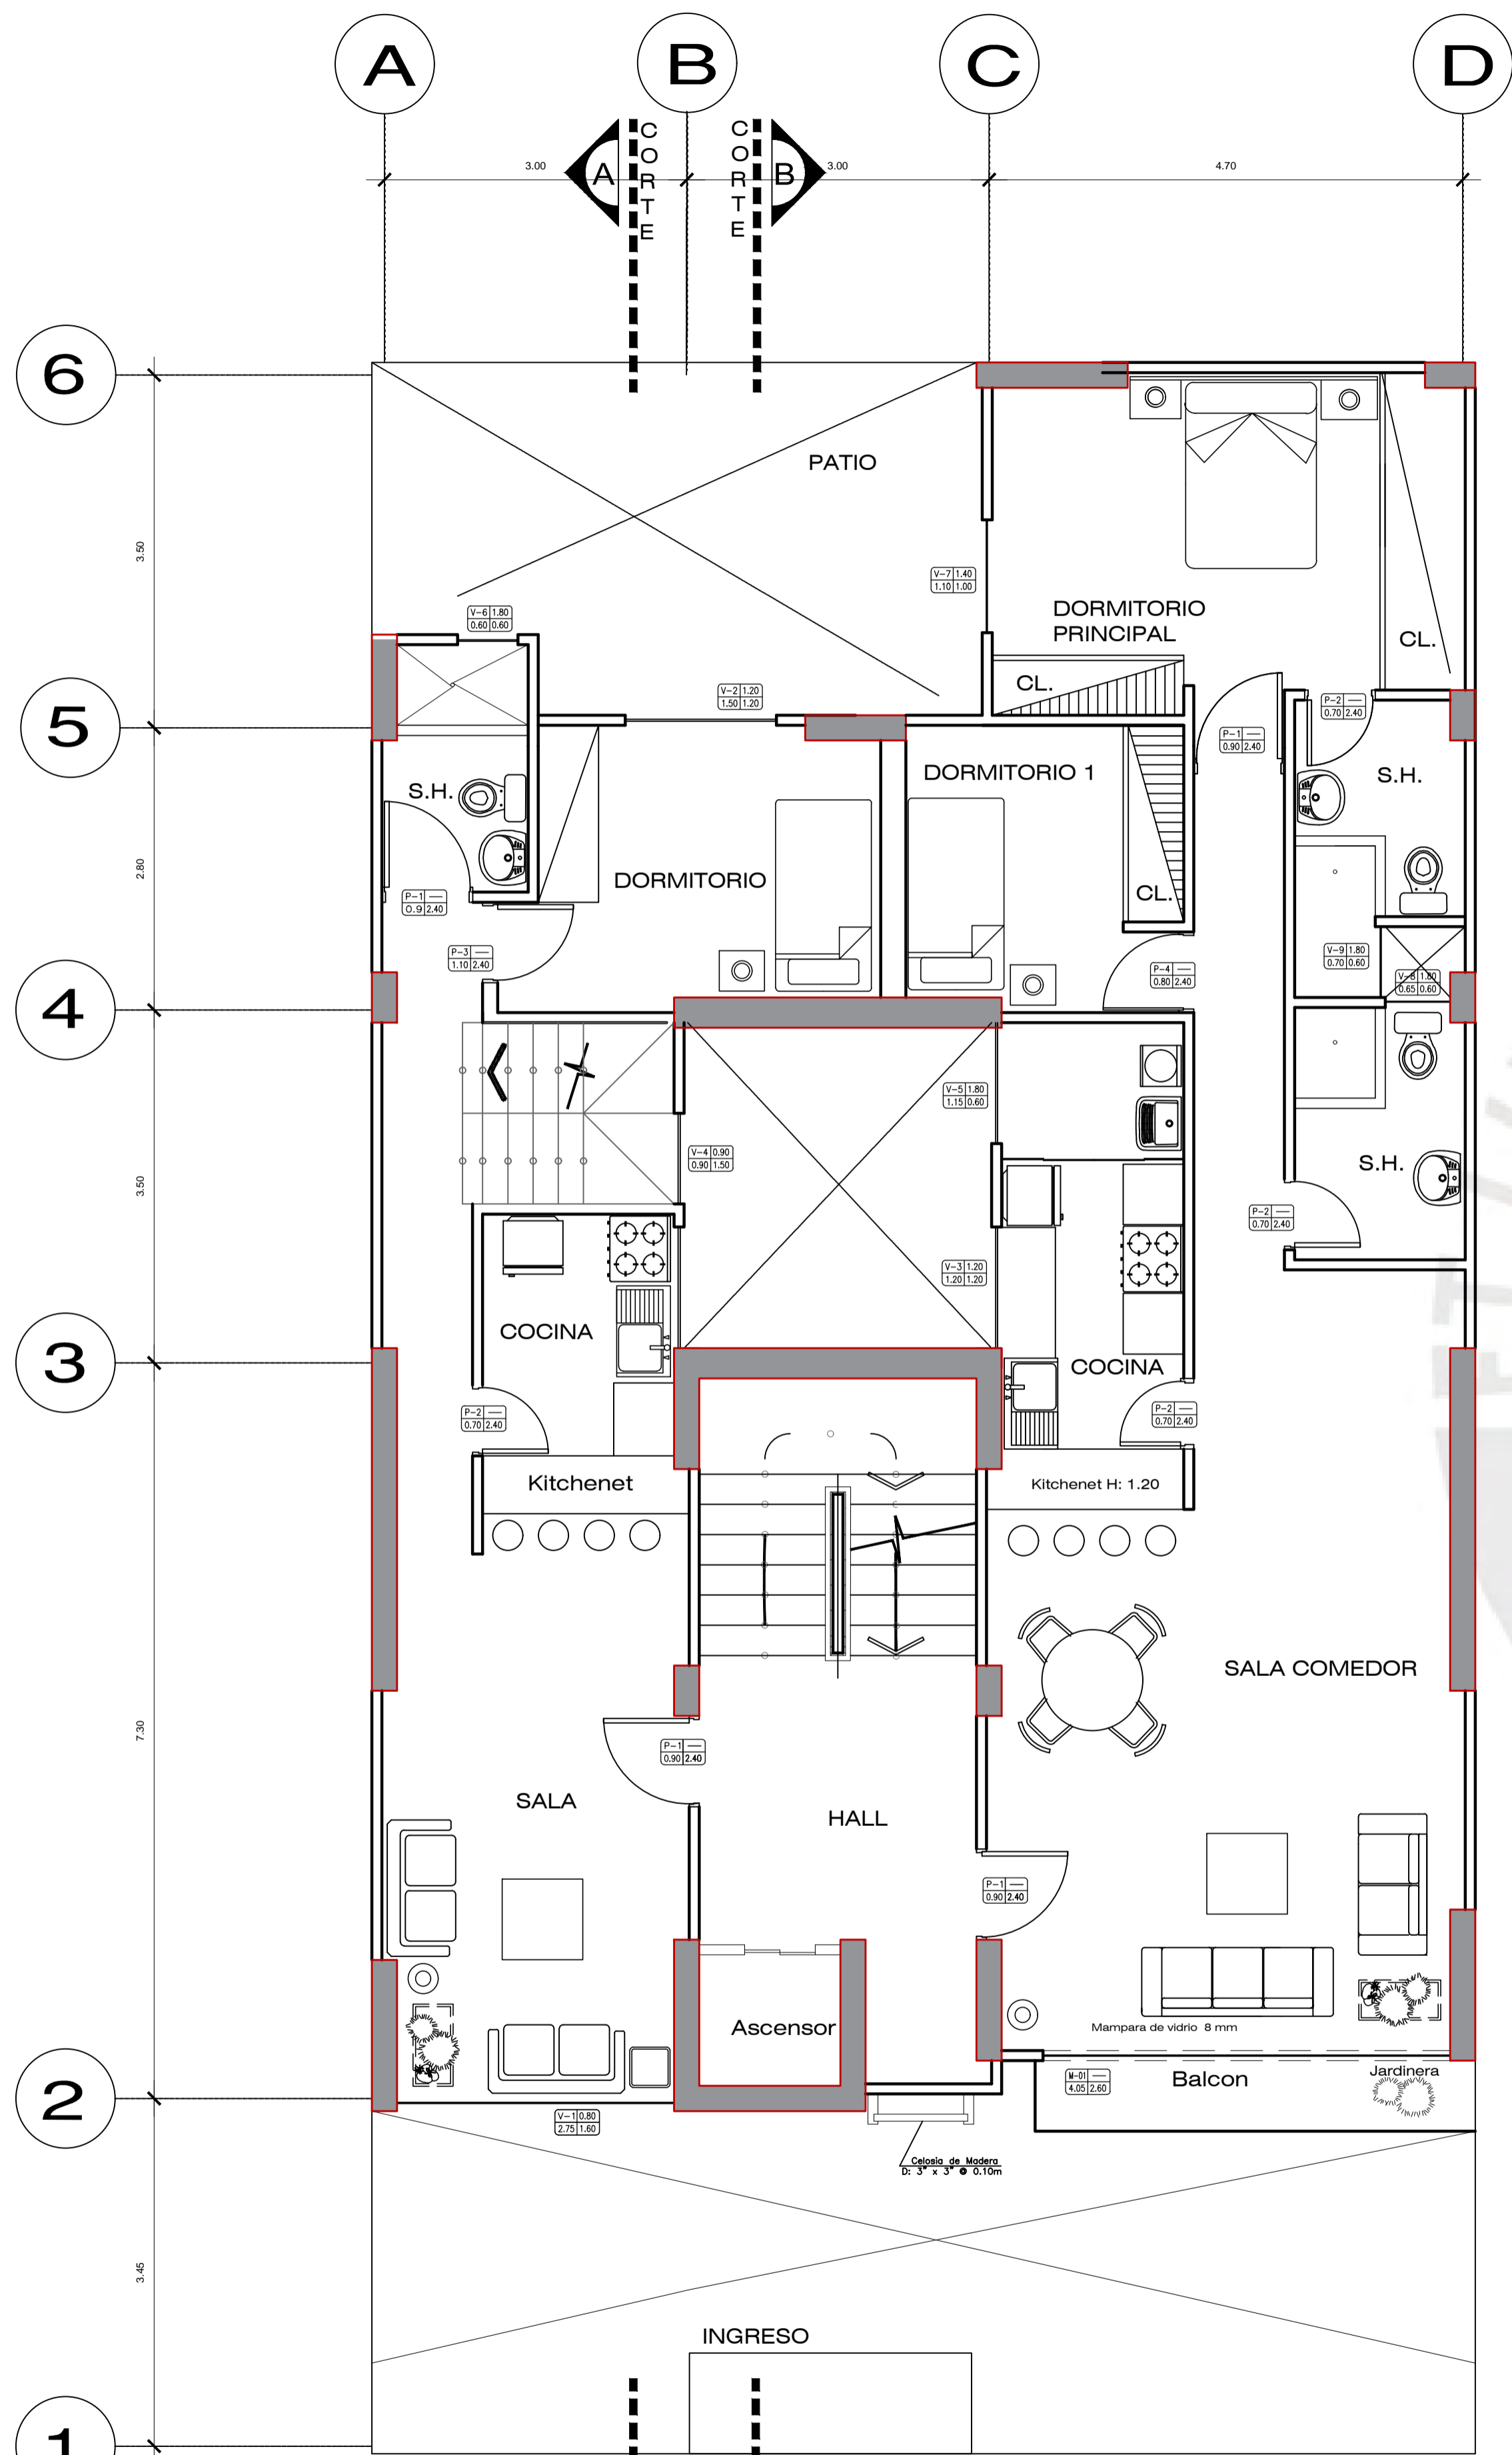 A
B
C
D
CORTE
CORTE
3.00
A
B
3.00
4.70
6
PATIO
3.50
V-7 1.40
1.10 1.00
DORMITORIO
PRINCIPAL
V-6 1.80
0.60 0.60
CL.
CL.
V-2 1.20
1.50 1.20
P-2 —
0.70 2.40
5
P-1 —
0.90 2.40
DORMITORIO 1
S.H.
S.H.
2.80
DORMITORIO
CL.
P-1 —
0.9 2.40
P-3 —
1.10 2.40
V-9 1.80
0.70 0.60
P-4 —
0.80 2.40
V-8 1.80
0.65 0.60
4
V-5 1.80
1.15 0.60
V-4 0.90
0.90 1.50
S.H.
3.50
P-2 —
0.70 2.40
V-3 1.20
1.20 1.20
COCINA
3
COCINA
P-2 —
0.70 2.40
P-2 —
0.70 2.40
Kitchenet
Kitchenet H: 1.20
SALA COMEDOR
7.30
P-1 —
0.90 2.40
SALA
HALL
P-1 —
0.90 2.40
Ascensor
Mampara de vidrio 8 mm
Jardinera
M-01 —
4.05 2.60
Balcon
2
V-1 0.80
2.75 1.60
Celosia de Madera
D: 3" x 3" @ 0.10m
3.45
INGRESO
1